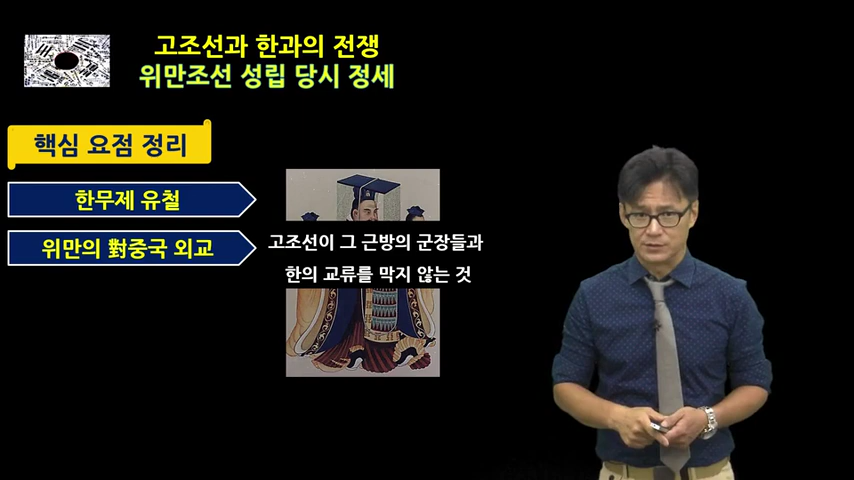 고조선과 한과의 전쟁
위만조선 성립 당시 정세
핵심 요점 정리
한무제 유철
위만의 對중국 외교
고조선이 그 근방의 군장들과
한의 교류를 막지 않는 것